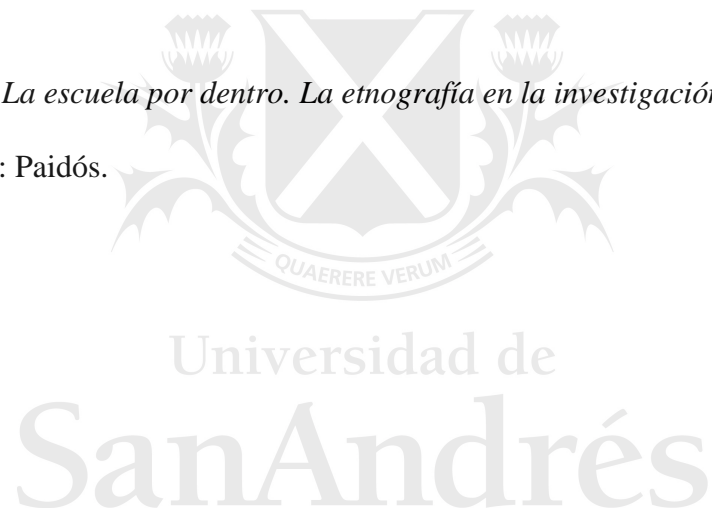 La escuela por dentro. La etnografía en la investigación
: Paidós.
QUAERERE VERUM
Universidad de
SanAndrés